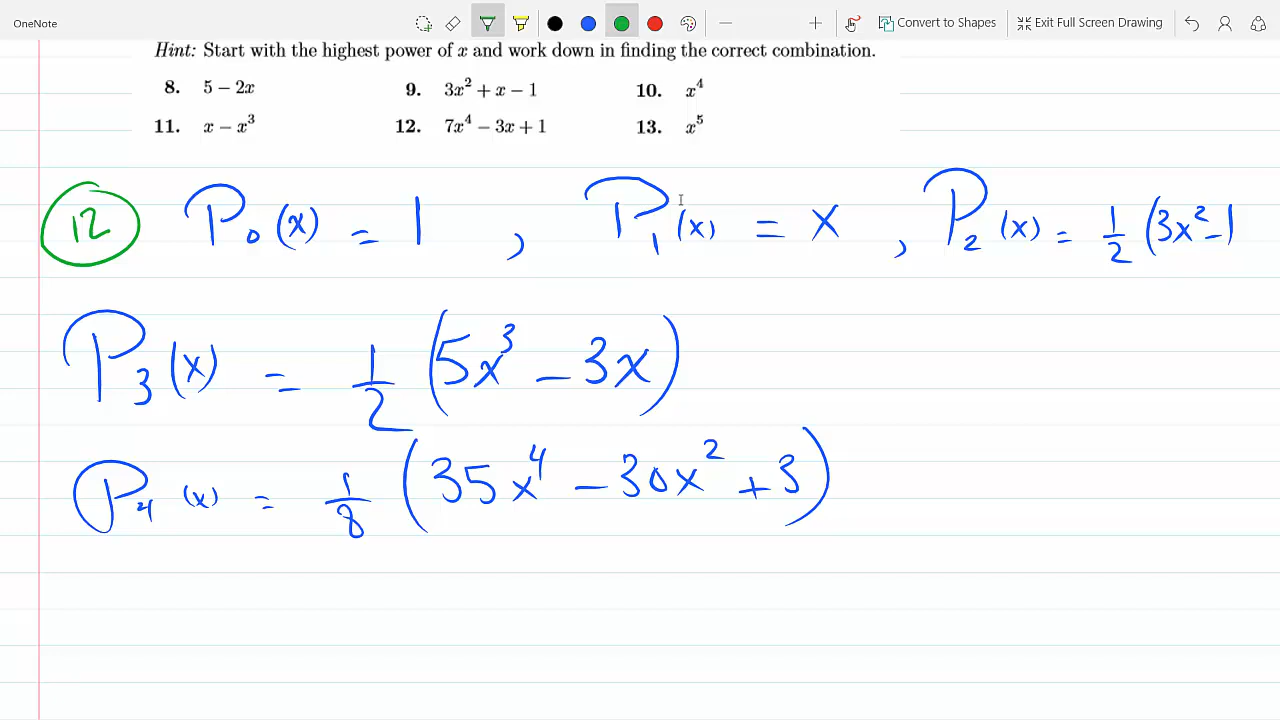 OneNote
Convert to Shapes
Exit Full Screen Drawing
Hint: Start with the highest power of x and work down in finding the correct combination.
8. 5 − 2x 9. 3x² + x − 1 10. x⁴
11. x − x³ 12. 7x⁴ − 3x + 1 13. x⁵
12 P₀(x) = 1 , P₁(x) = x , P₂(x) = 1/2 (3x² − 1
P₃(x) = 1/2 (5x³ − 3x)
P₄(x) = 1/8 (35x⁴ − 30x² + 3)